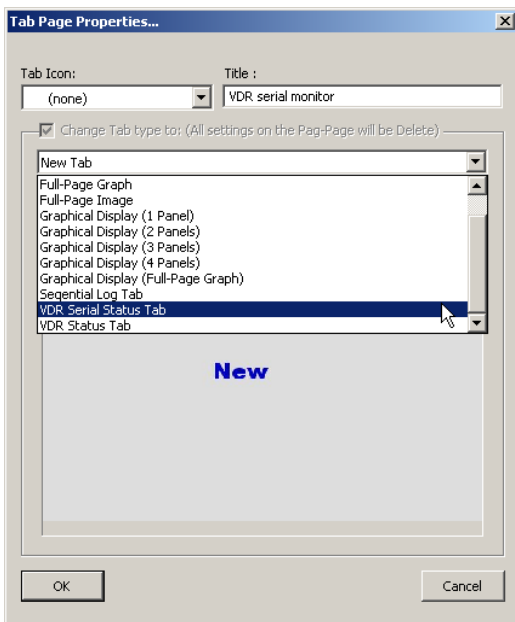 Tab Page Properties...
Tab Icon:
Title :
(none)
VDR serial monitor
Change Tab type to: (All settings on the Pag-Page will be Delete)
New Tab
Full-Page Graph
Full-Page Image
Graphical Display (1 Panel)
Graphical Display (2 Panels)
Graphical Display (3 Panels)
Graphical Display (4 Panels)
Graphical Display (Full-Page Graph)
Seqential Log Tab
VDR Serial Status Tab
VDR Status Tab
New
OK
Cancel